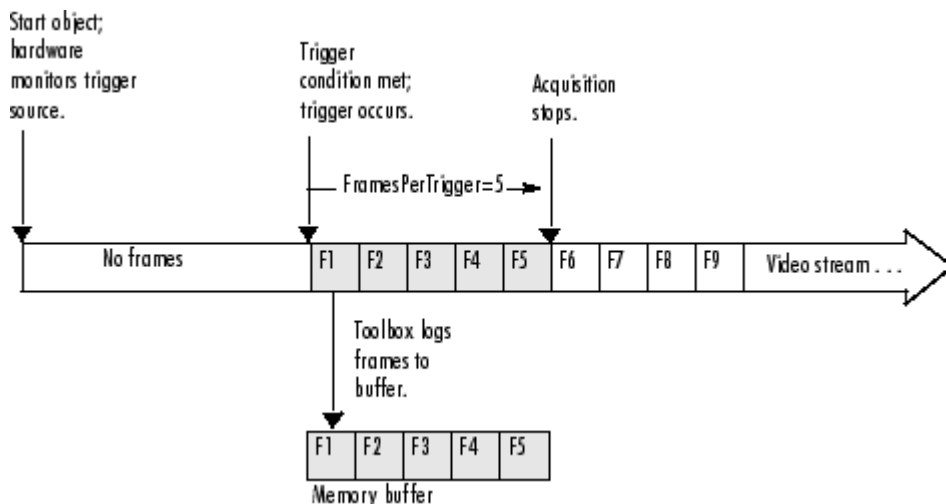 Start object;
hardware
monitors trigger
source.
Trigger
condition met;
trigger occurs.
Acquisition
stops.
FramesPerTrigger=5
No frames
F1 F2 F3 F4 F5 F6 F7 F8 F9
Video stream . . .
Toolbox logs
frames to
buffer.
F1 F2 F3 F4 F5
Memory buffer